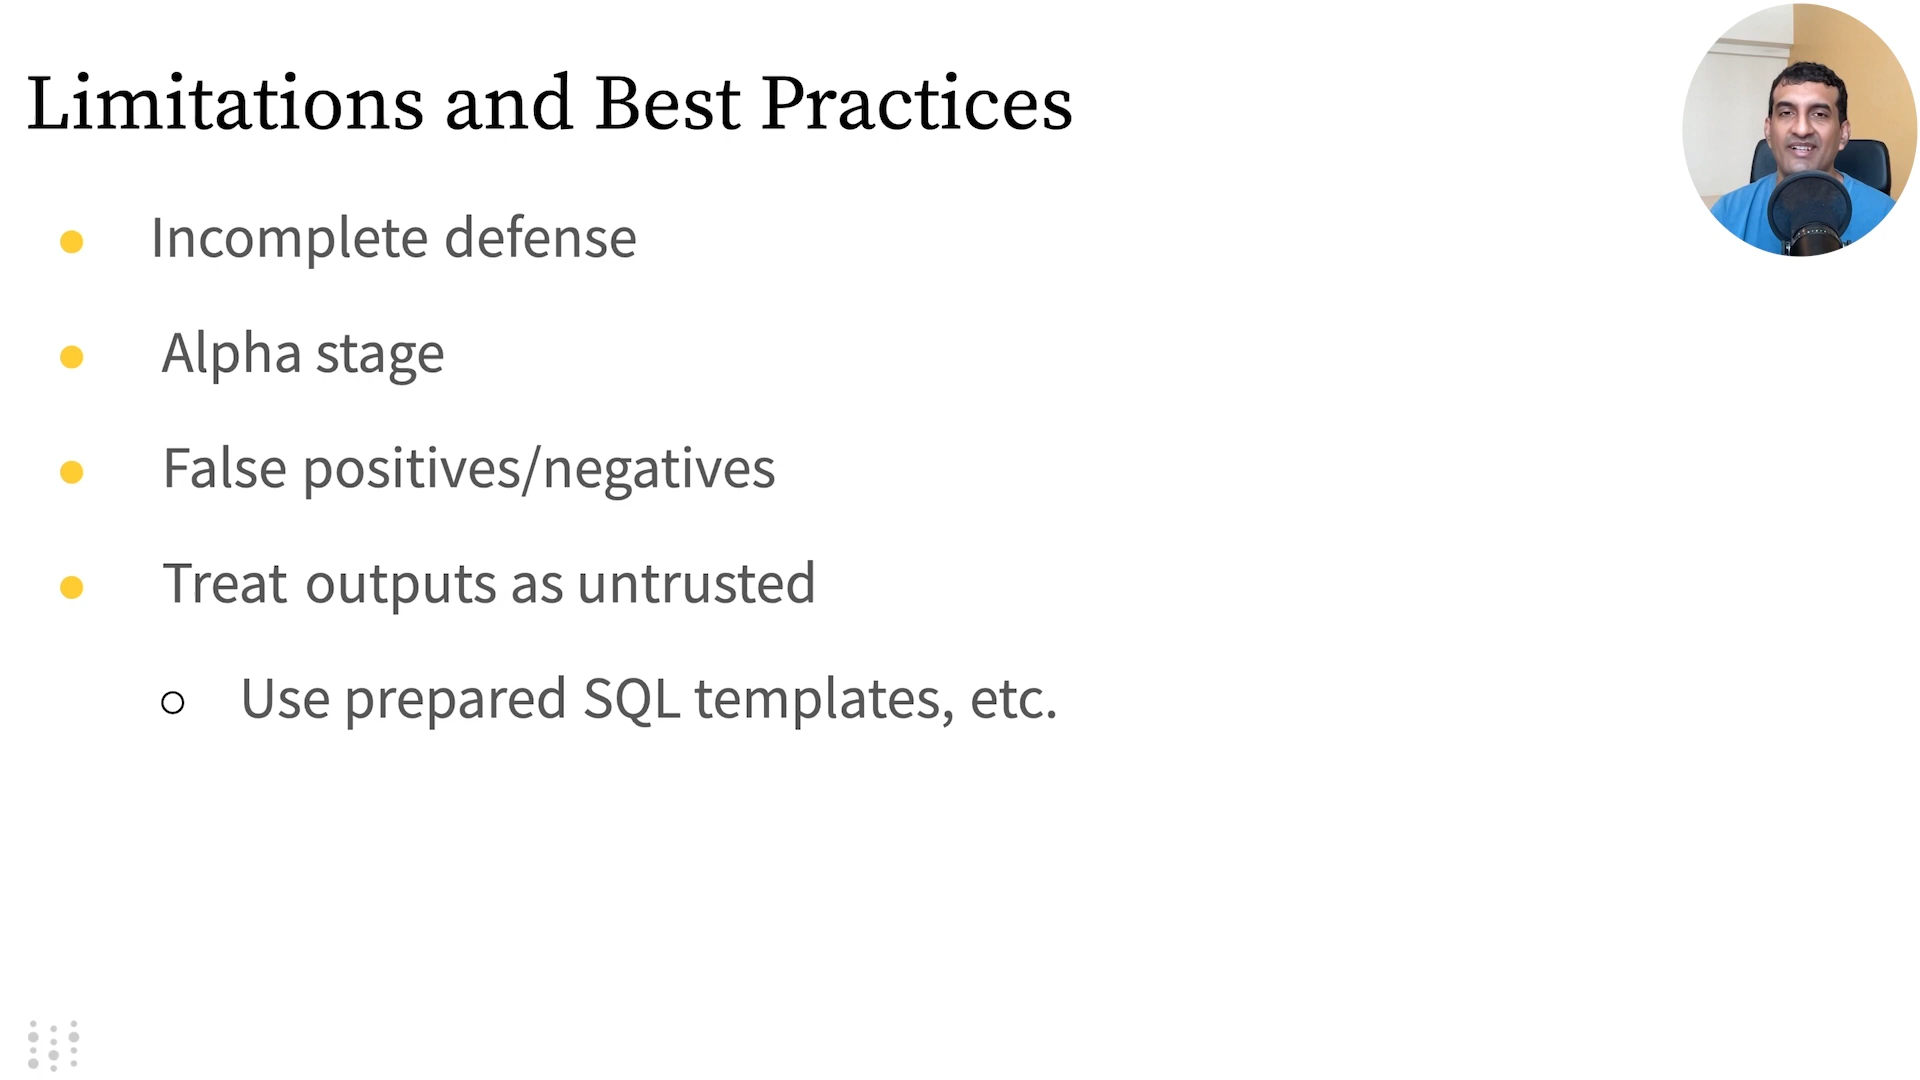 Limitations and Best Practices
Incomplete defense
Alpha stage
False positives/negatives
Treat outputs as untrusted
Use prepared SQL templates, etc.